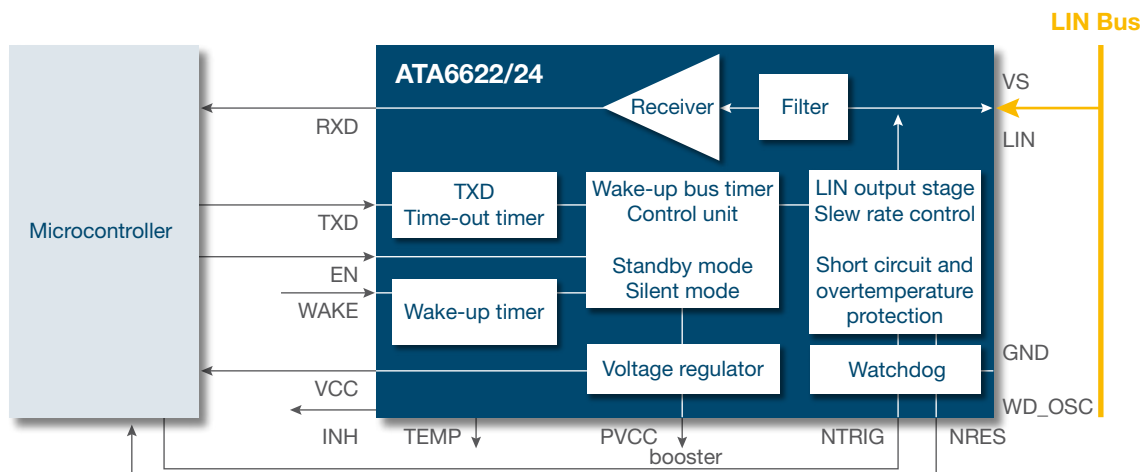 LIN Bus
ATA6622/24
VS
Receiver
Filter
RXD
LIN
TXD
Time-out timer
Wake-up bus timer
Control unit
LIN output stage
Slew rate control
Microcontroller
TXD
EN
Standby mode
Silent mode
Short circuit and
overtemperature
protection
WAKE
Wake-up timer
GND
Voltage regulator
Watchdog
VCC
WD_OSC
INH
TEMP
PVCC
NTRIG
NRES
booster